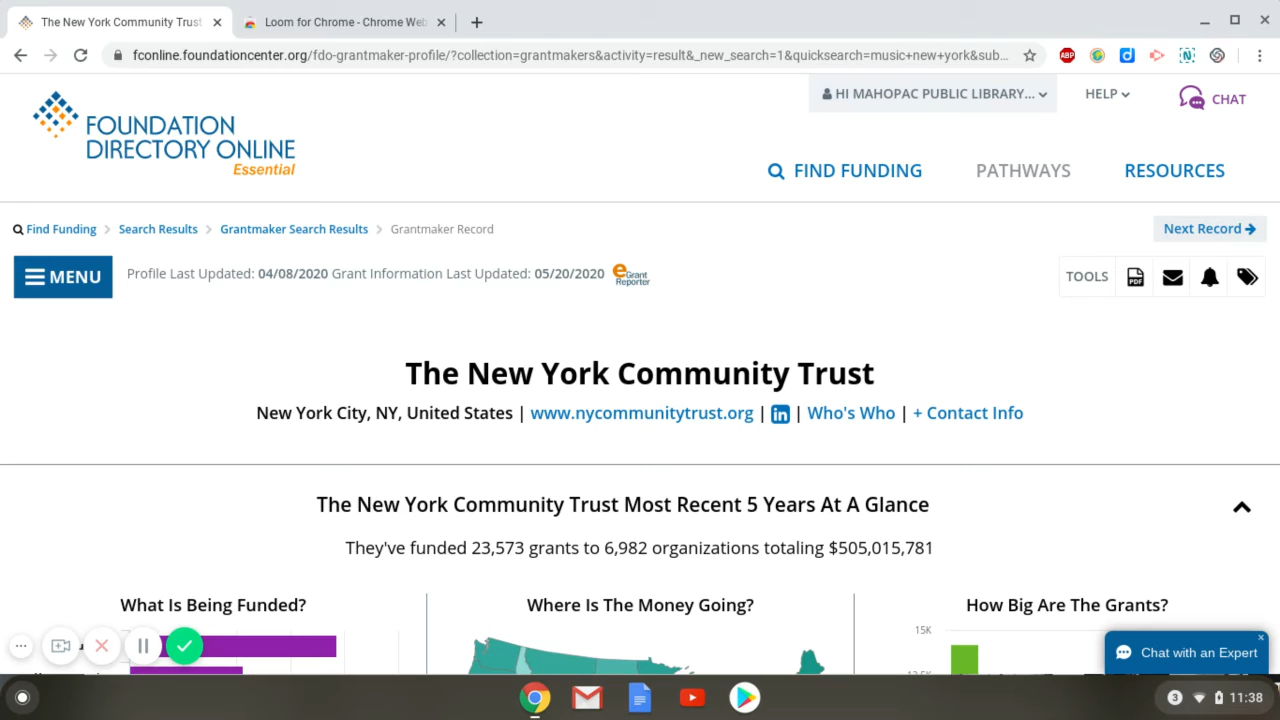 The New York Community Trust
Loom for Chrome - Chrome Web
fconline.foundationcenter.org/fdo-grantmaker-profile/?collection=grantmakers&activity=result&_new_search=1&quicksearch=music+new+york&sub...
ABP
HI MAHOPAC PUBLIC LIBRARY...
HELP
CHAT
FOUNDATION
DIRECTORY ONLINE
Essential
FIND FUNDING
PATHWAYS
RESOURCES
Find Funding
Search Results
Grantmaker Search Results
Grantmaker Record
Next Record
MENU
Profile Last Updated: 04/08/2020 Grant Information Last Updated: 05/20/2020
eGrant
Reporter
TOOLS
PDF
The New York Community Trust
New York City, NY, United States | www.nycommunitytrust.org | in | Who's Who | + Contact Info
The New York Community Trust Most Recent 5 Years At A Glance
They've funded 23,573 grants to 6,982 organizations totaling $505,015,781
What Is Being Funded?
Where Is The Money Going?
How Big Are The Grants?
15K
Chat with an Expert
3
11:38